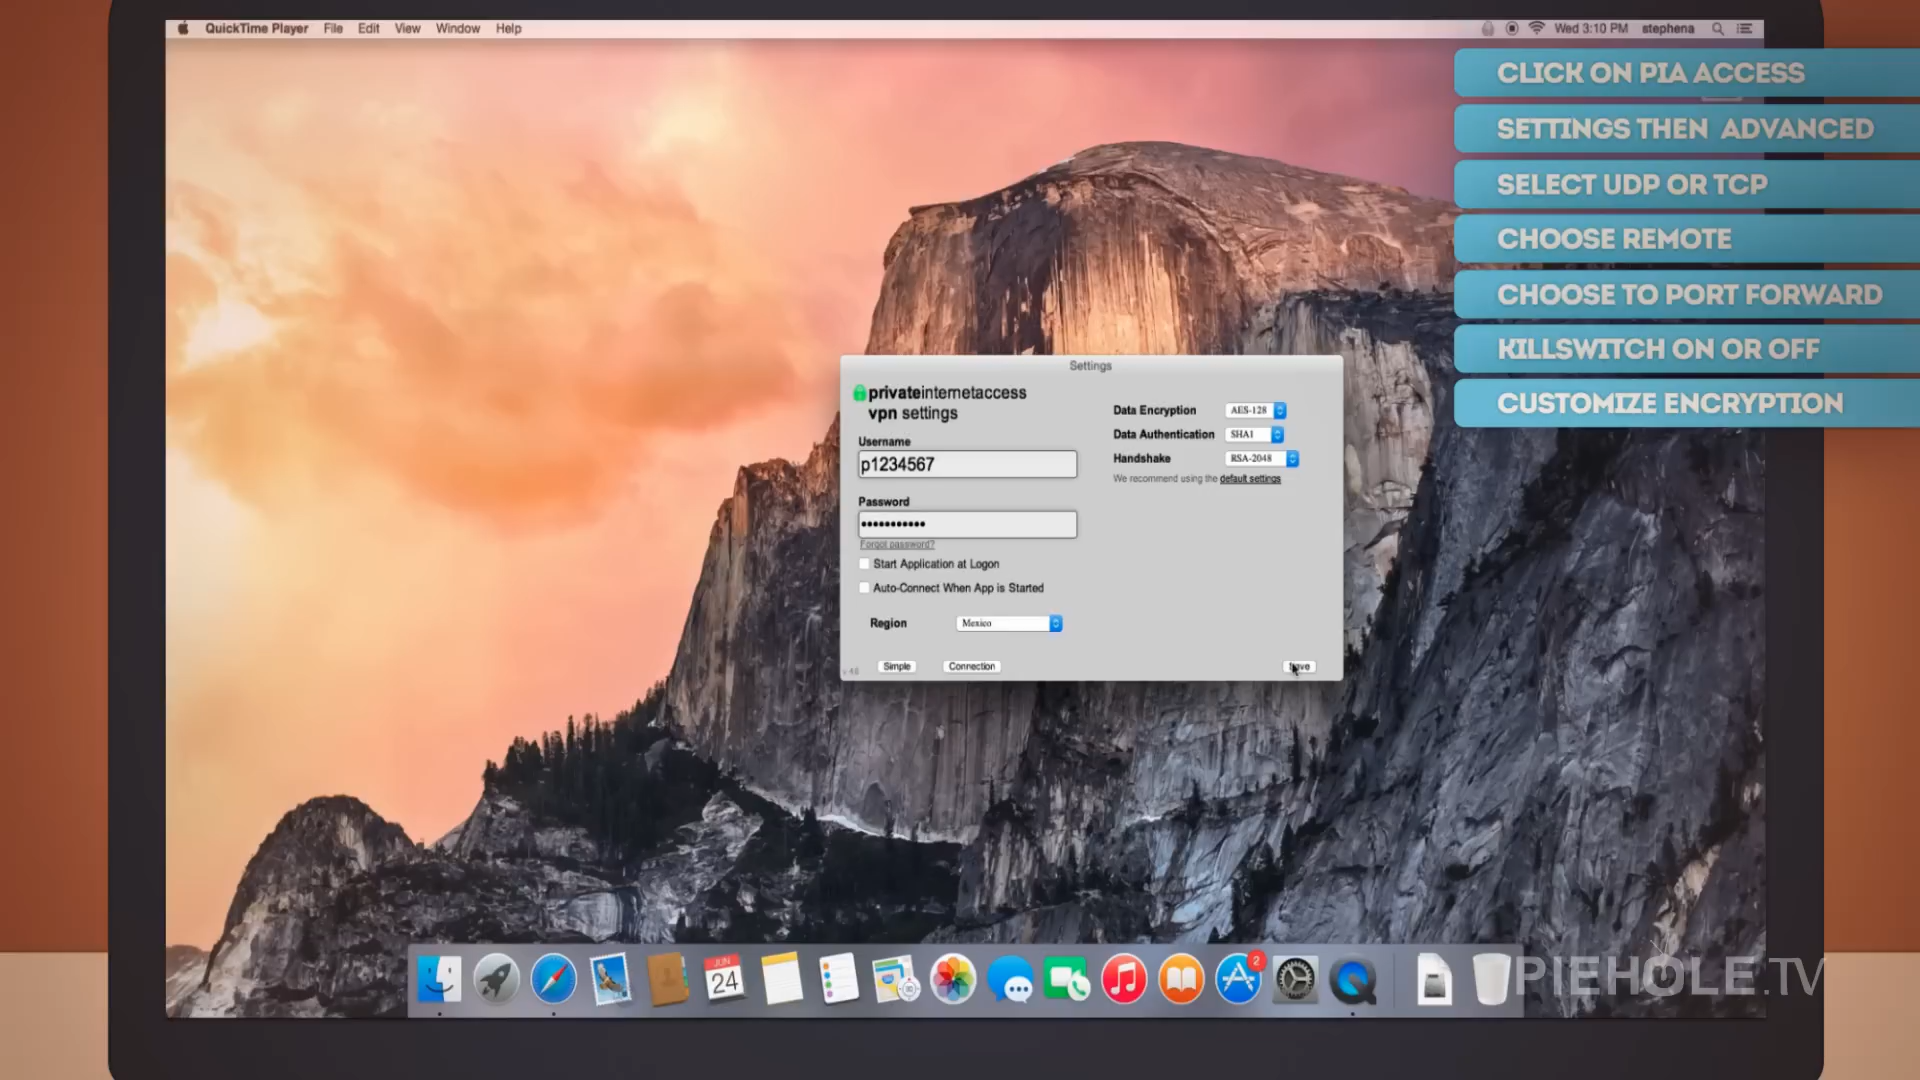 QuickTime Player File Edit View Window Help
Wed 3:10 PM stephena
CLICK ON PIA ACCESS
SETTINGS THEN ADVANCED
SELECT UDP OR TCP
CHOOSE REMOTE
CHOOSE TO PORT FORWARD
KILLSWITCH ON OR OFF
CUSTOMIZE ENCRYPTION
Settings
privateinternetaccess
vpn settings
Username
p1234567
Password
•••••••••••
Forgot password?
Start Application at Logon
Auto-Connect When App is Started
Region Mexico
Simple Connection
Data Encryption AES-128
Data Authentication SHA1
Handshake RSA-2048
We recommend using the default settings
JUN
24
2
PIEHOLE.TV